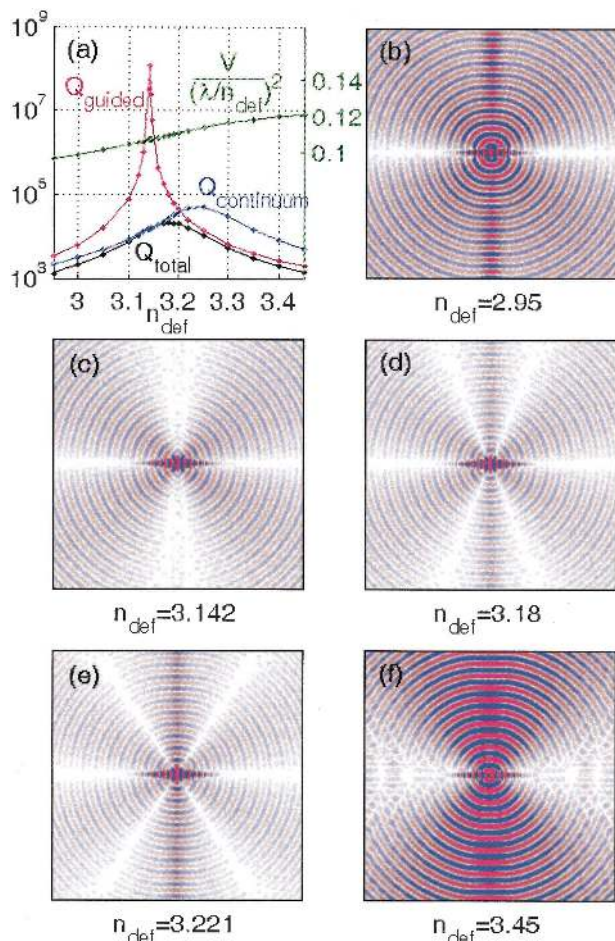 (a)
10^9
10^7
10^5
10^3
Q_guided
V
(λ/n_def)^2
0.14
0.12
0.1
Q_continuum
Q_total
3
3.1
3.2
3.3
3.4
n_def
(b)
n_def=2.95
(c)
n_def=3.142
(d)
n_def=3.18
(e)
n_def=3.221
(f)
n_def=3.45